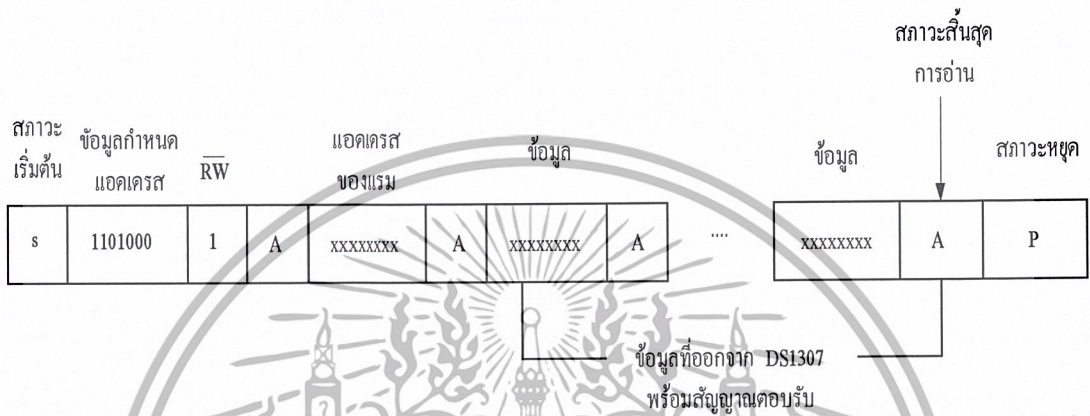 สภาวะสิ้นสุด
การอ่าน
สภาวะ
เริ่มต้น
ข้อมูลกำหนด
แอดเดรส
RW
แอดเดรส
ของแรม
ข้อมูล
ข้อมูล
สภาวะหยุด
s 1101000 1 A xxxxxxxx A xxxxxxxx A .... xxxxxxxx A P
ข้อมูลที่ออกจาก DS1307
พร้อมสัญญาณตอบรับ